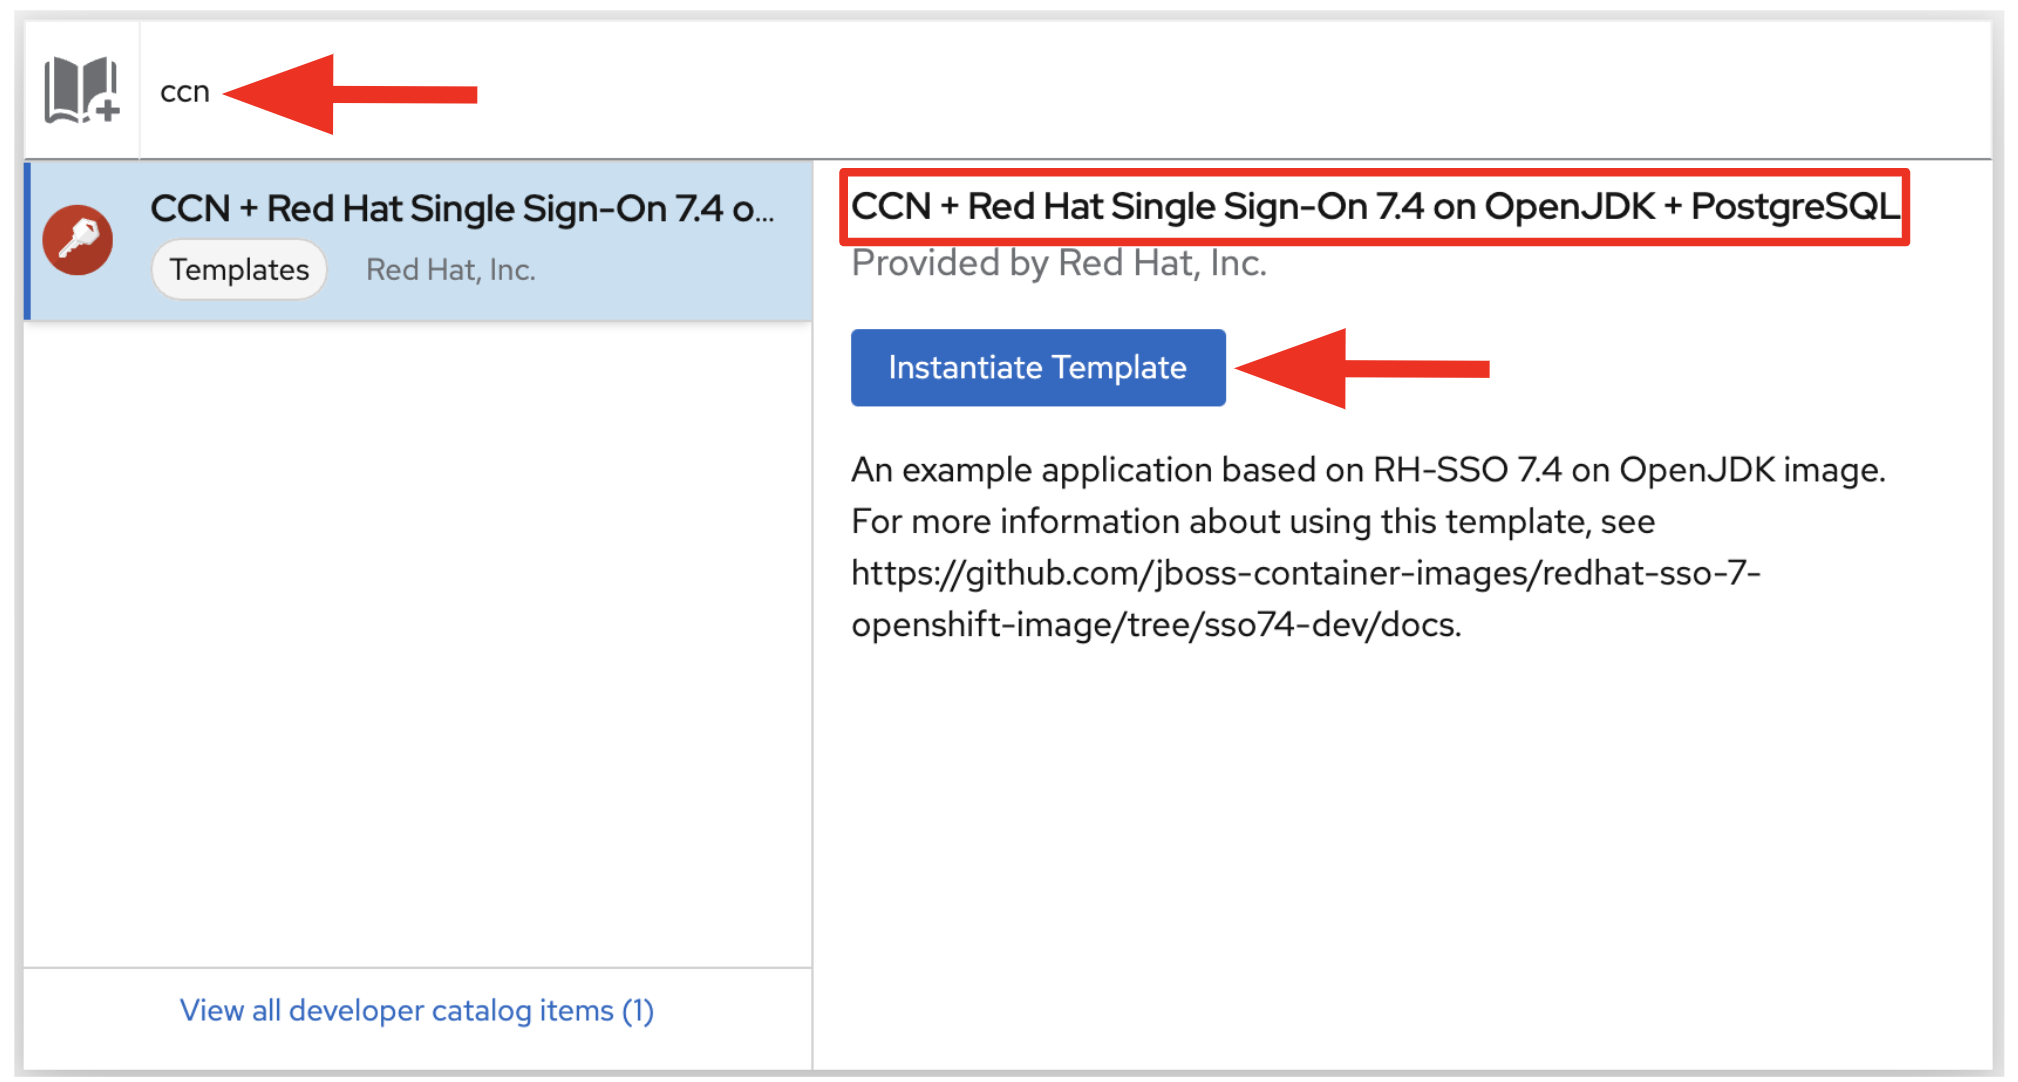 ccn
CCN + Red Hat Single Sign-On 7.4 o...
Templates Red Hat, Inc.
View all developer catalog items (1)
CCN + Red Hat Single Sign-On 7.4 on OpenJDK + PostgreSQL
Provided by Red Hat, Inc.
Instantiate Template
An example application based on RH-SSO 7.4 on OpenJDK image.
For more information about using this template, see
https://github.com/jboss-container-images/redhat-sso-7-
openshift-image/tree/sso74-dev/docs.